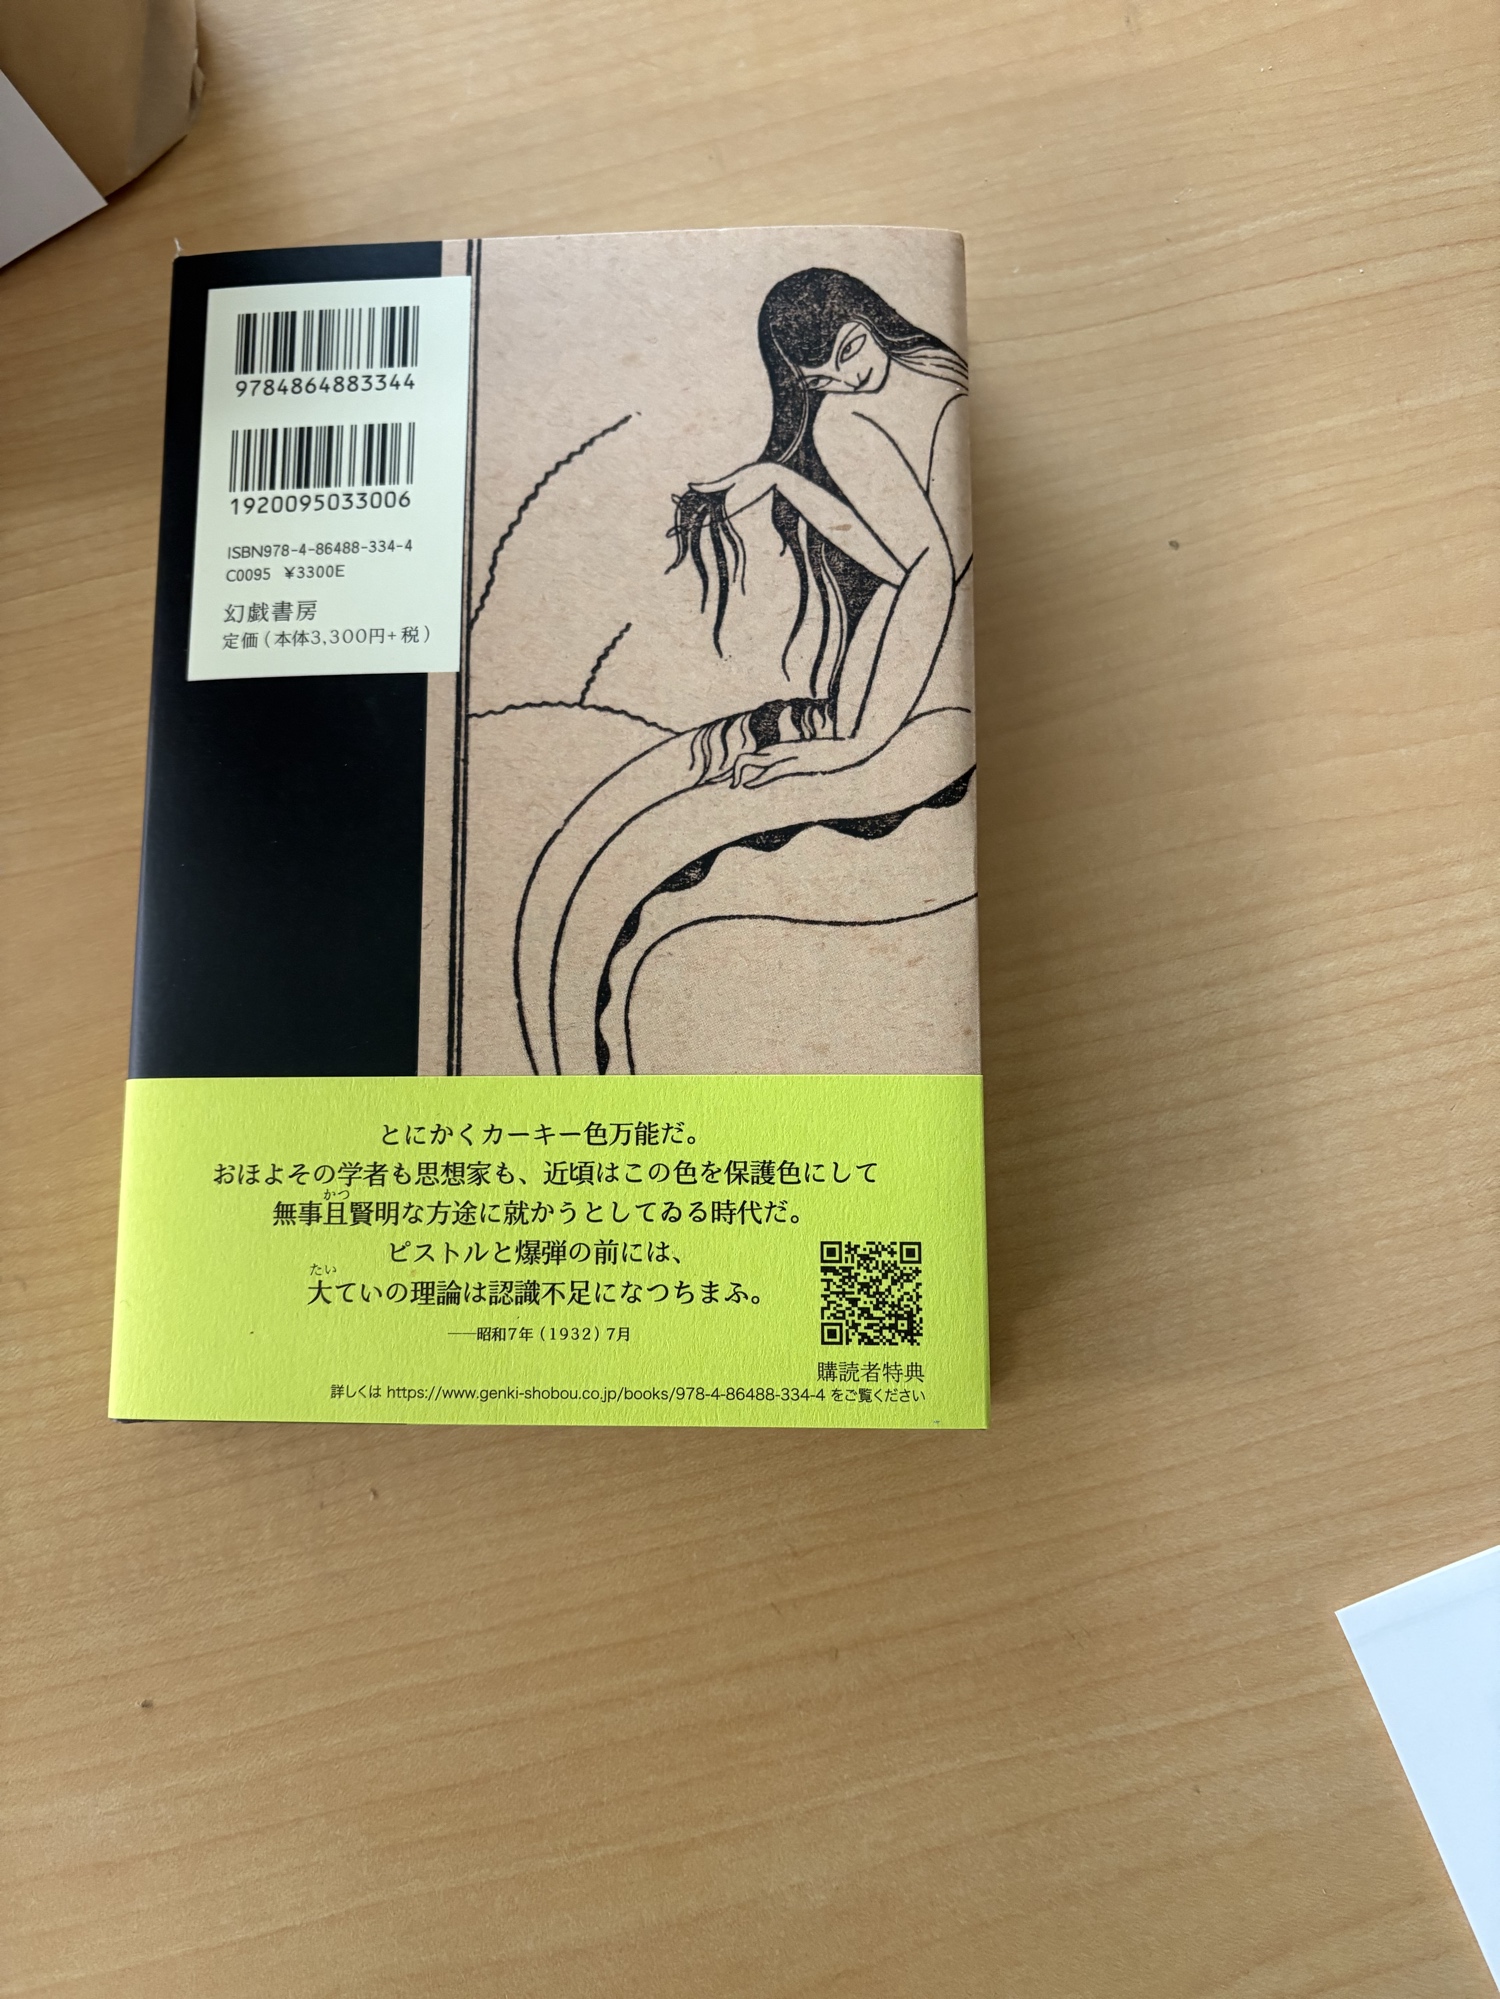 9784864883344
1920095033006
ISBN978-4-86488-334-4
C0095 ¥3300E
幻戯書房
定価(本体3,300円+税)
とにかくカーキー色万能だ。
おほよその学者も思想家も、近頃はこの色を保護色にして
かつ
無事且賢明な方途に就かうとしてゐる時代だ。
ピストルと爆弾の前には、
たい
大ていの理論は認識不足になつちまふ。
──昭和7年(1932)7月
購読者特典
詳しくは https://www.genki-shobou.co.jp/books/978-4-86488-334-4 をご覧ください